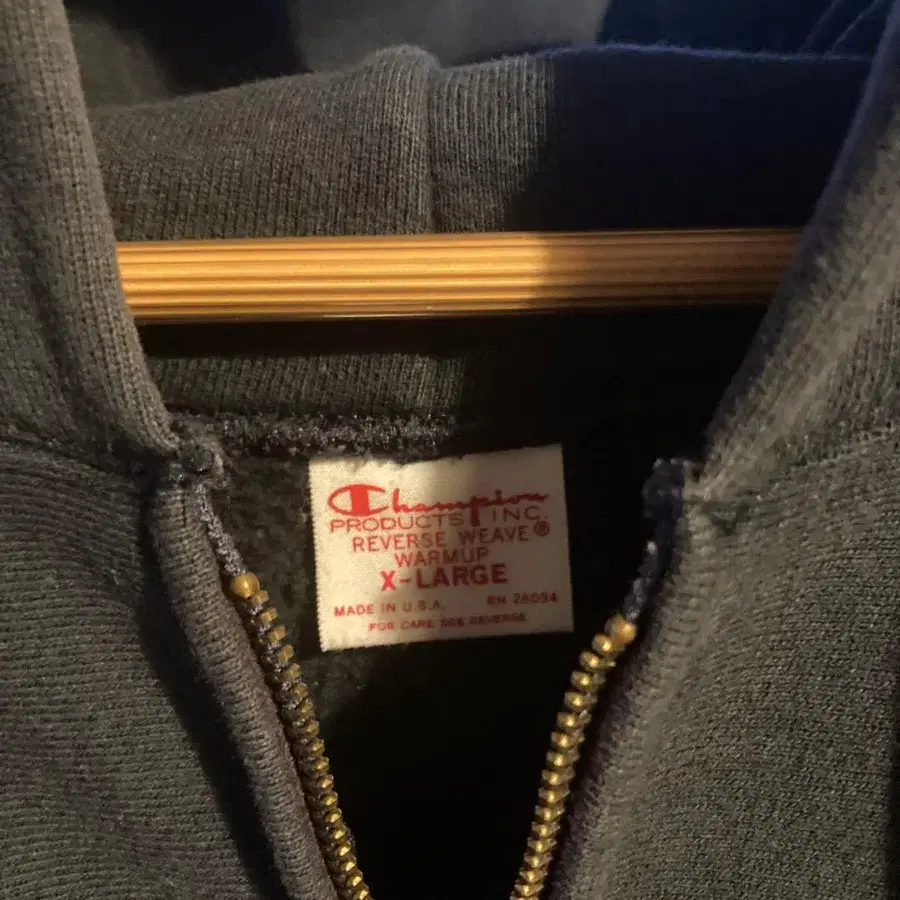 Champion
PRODUCTS INC.
REVERSE WEAVE®
WARMUP
X-LARGE
MADE IN U.S.A. RN 26094
FOR CARE SEE REVERSE